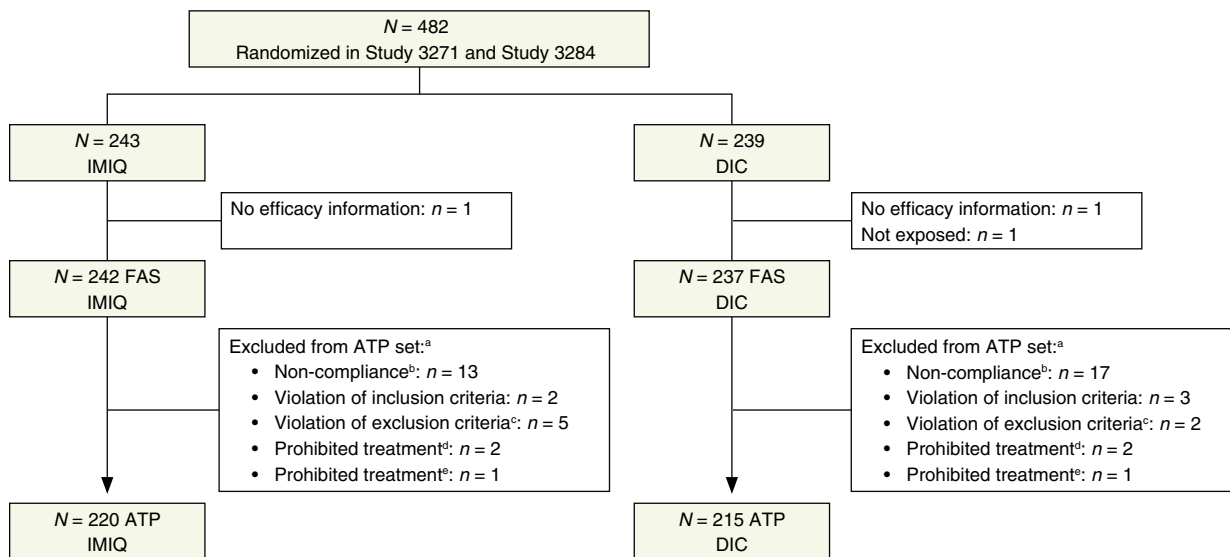 N = 482
Randomized in Study 3271 and Study 3284
N = 243
IMIQ
N = 239
DIC
No efficacy information: n = 1
No efficacy information: n = 1
Not exposed: n = 1
N = 242 FAS
IMIQ
N = 237 FAS
DIC
Excluded from ATP set:ᵃ
• Non-complianceᵇ: n = 13
• Violation of inclusion criteria: n = 2
• Violation of exclusion criteriaᶜ: n = 5
• Prohibited treatmentᵈ: n = 2
• Prohibited treatmentᵉ: n = 1
Excluded from ATP set:ᵃ
• Non-complianceᵇ: n = 17
• Violation of inclusion criteria: n = 3
• Violation of exclusion criteriaᶜ: n = 2
• Prohibited treatmentᵈ: n = 2
• Prohibited treatmentᵉ: n = 1
N = 220 ATP
IMIQ
N = 215 ATP
DIC